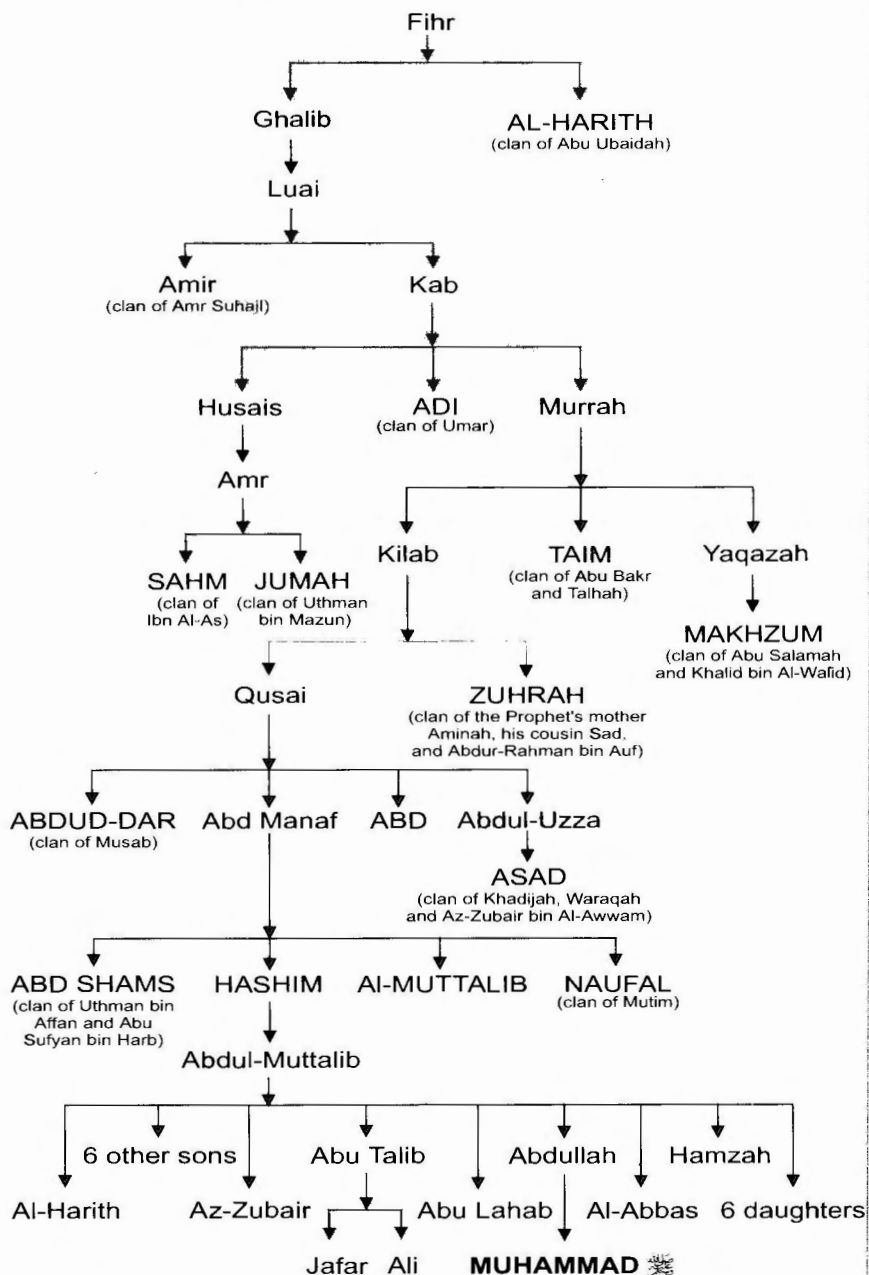 Fihr
Ghalib
AL-HARITH
(clan of Abu Ubaidah)
Luai
Amir
(clan of Amr Suhajl)
Kab
Husais
ADI
(clan of Umar)
Murrah
Amr
SAHM
(clan of
Ibn Al-As)
JUMAH
(clan of Uthman
bin Mazun)
Kilab
TAIM
(clan of Abu Bakr
and Talhah)
Yaqazah
MAKHZUM
(clan of Abu Salamah
and Khalid bin Al-Walid)
Qusai
ZUHRAH
(clan of the Prophet's mother
Aminah, his cousin Sad,
and Abdur-Rahman bin Auf)
ABDUD-DAR
(clan of Musab)
Abd Manaf
ABD
Abdul-Uzza
ASAD
(clan of Khadijah, Waraqah
and Az-Zubair bin Al-Awwam)
ABD SHAMS
(clan of Uthman bin
Affan and Abu
Sufyan bin Harb)
HASHIM
Al-MUTTALIB
NAUFAL
(clan of Mutim)
Abdul-Muttalib
6 other sons
Abu Talib
Abdullah
Hamzah
Al-Harith
Az-Zubair
Abu Lahab
Al-Abbas
6 daughters
Jafar
Ali
MUHAMMAD ﷺ